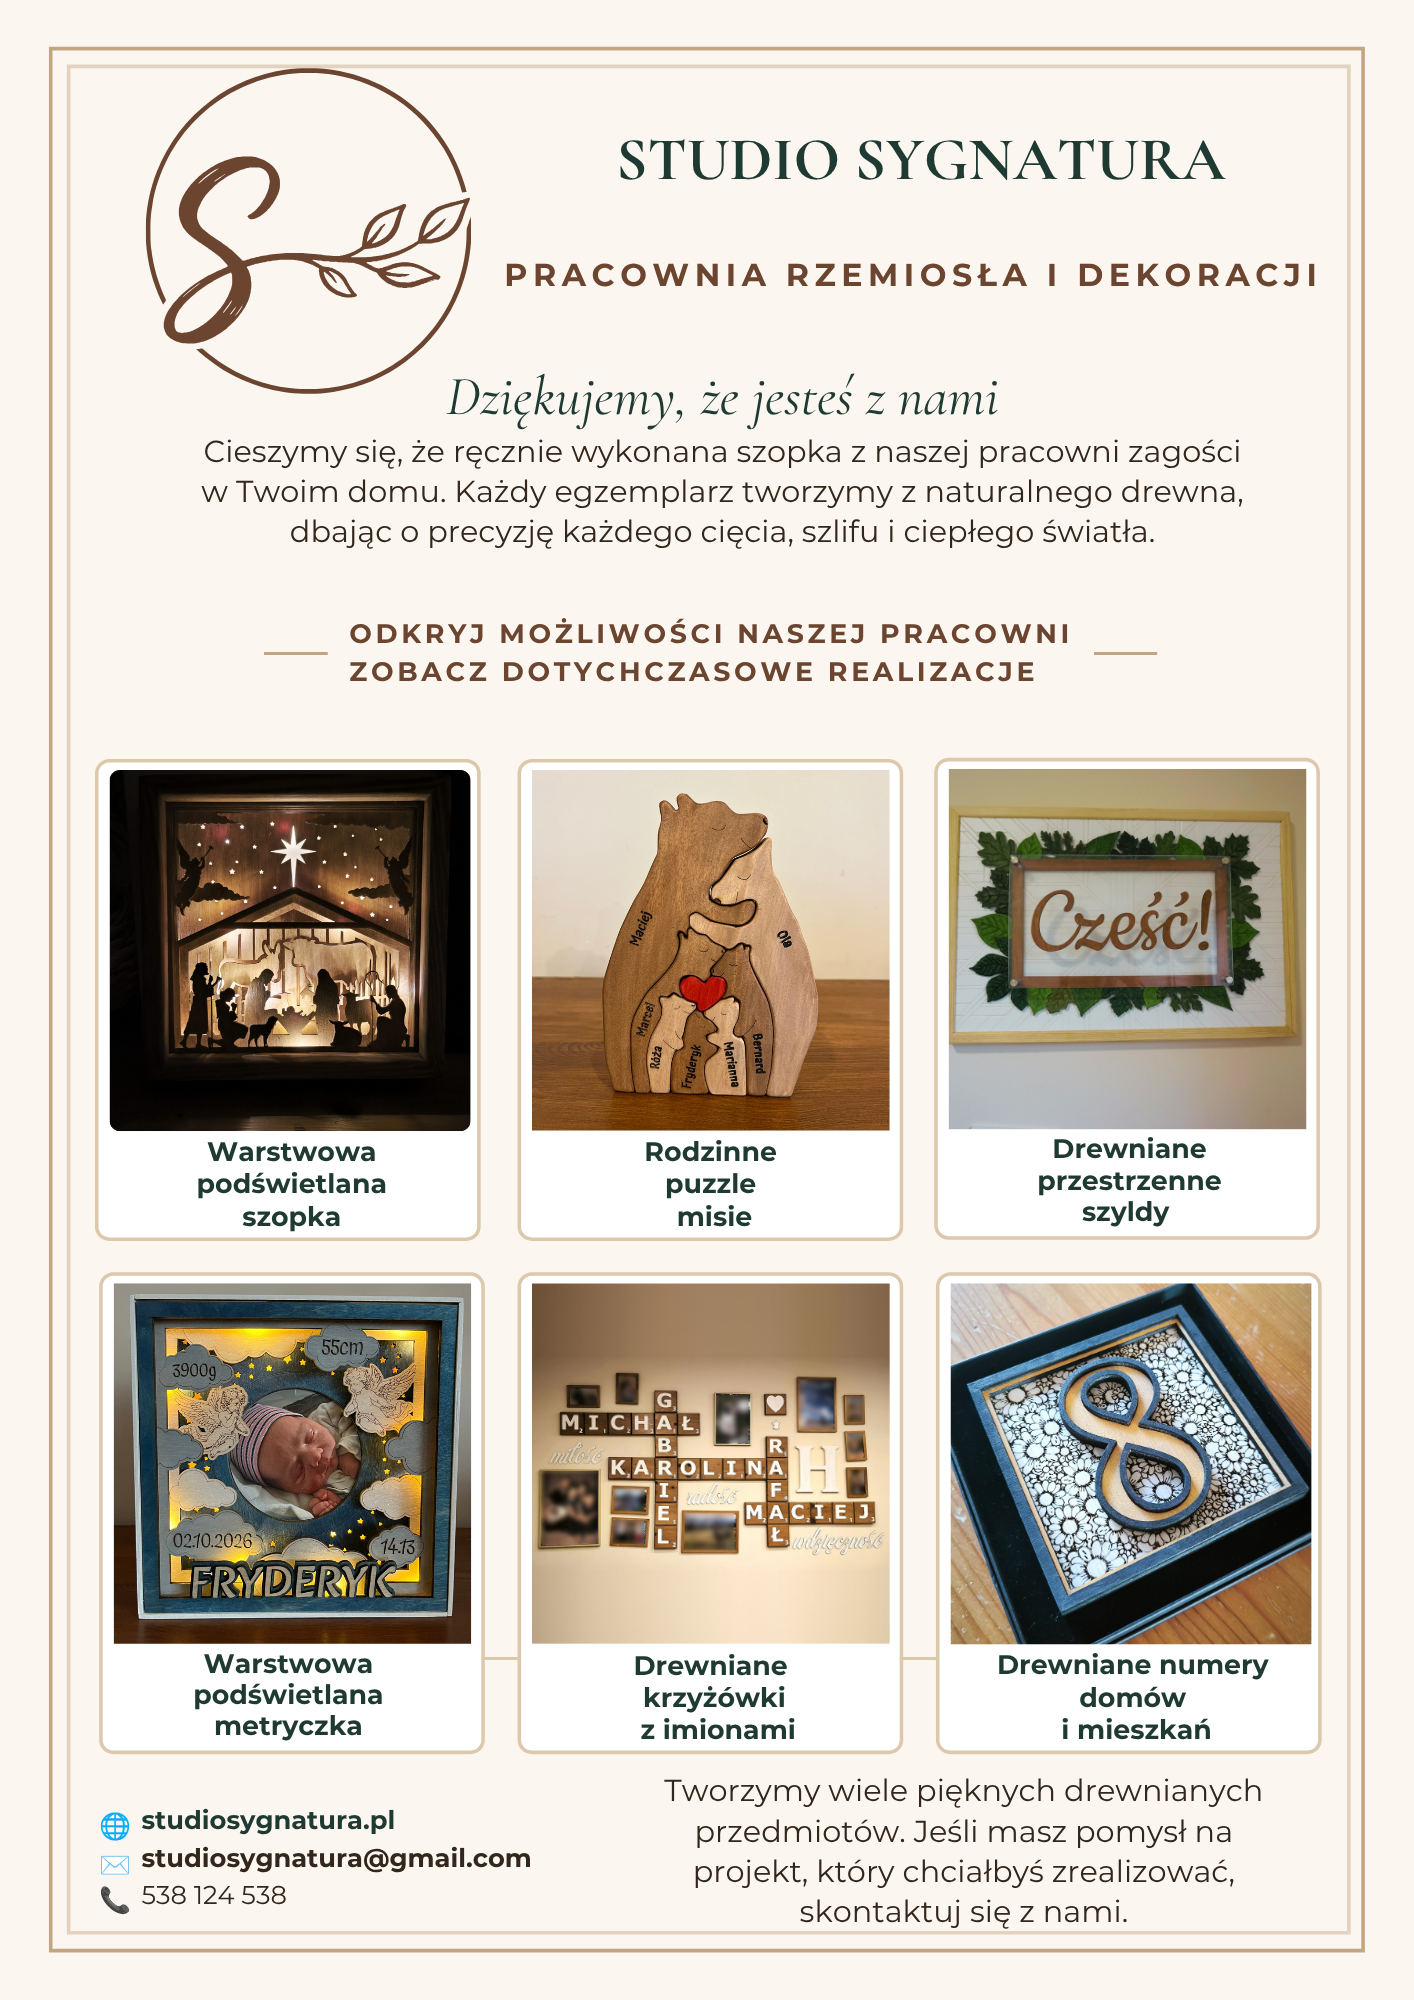 S
STUDIO SYGNATURA
PRACOWNIA RZEMIOSŁA I DEKORACJI
Dziękujemy, że jesteś z nami
Cieszymy się, że ręcznie wykonana szopka z naszej pracowni zagości
w Twoim domu. Każdy egzemplarz tworzymy z naturalnego drewna,
dbając o precyzję każdego cięcia, szlifu i ciepłego światła.
ODKRYJ MOŻLIWOŚCI NASZEJ PRACOWNI
ZOBACZ DOTYCHCZASOWE REALIZACJE
Warstwowa
podświetlana
szopka
Maciej
Ola
Marcel
Róża
Fryderyk
Marianna
Bernard
Rodzinne
puzzle
misie
Cześć!
Drewniane
przestrzenne
szyldy
55cm
3900g
02.10.2026
14:13
FRYDERYK
Warstwowa
podświetlana
metryczka
MICHAŁ
GABRIEL
miłość
KAROLINA
RAFAŁ
H
radość
MACIEJ
wdzięczność
Drewniane
krzyżówki
z imionami
8
Drewniane numery
domów
i mieszkań
studiosygnatura.pl
studiosygnatura@gmail.com
538 124 538
Tworzymy wiele pięknych drewnianych
przedmiotów. Jeśli masz pomysł na
projekt, który chciałbyś zrealizować,
skontaktuj się z nami.